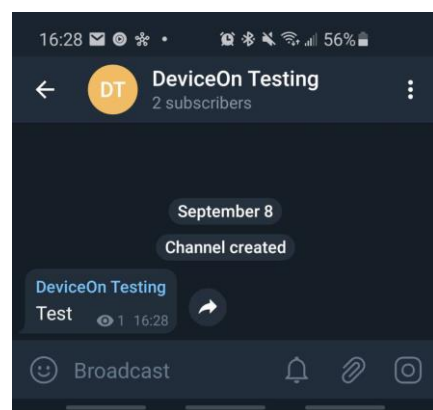 16:28 56%
DT DeviceOn Testing
2 subscribers
September 8
Channel created
DeviceOn Testing
Test 1 16:28
Broadcast